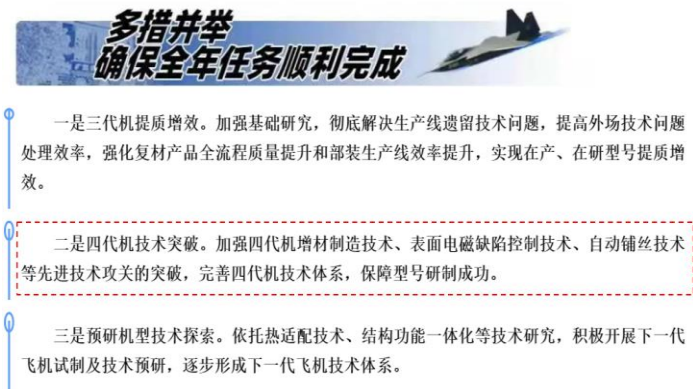 多措并举
确保全年任务顺利完成
一是三代机提质增效。加强基础研究，彻底解决生产线遗留技术问题，提高外场技术问题
处理效率，强化复材产品全流程质量提升和部装生产线效率提升，实现在产、在研型号提质增
效。
二是四代机技术突破。加强四代机增材制造技术、表面电磁缺陷控制技术、自动铺丝技术
等先进技术攻关的突破，完善四代机技术体系，保障型号研制成功。
三是预研机型技术探索。依托热适配技术、结构功能一体化等技术研究，积极开展下一代
飞机试制及技术预研，逐步形成下一代飞机技术体系。